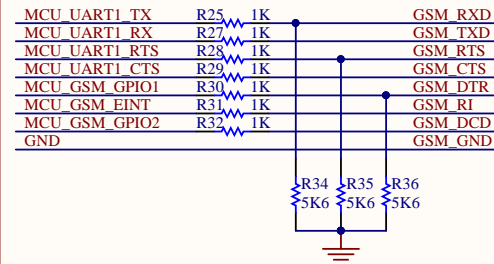 MCU_UART1_TX R25 1K GSM_RXD
MCU_UART1_RX R27 1K GSM_TXD
MCU_UART1_RTS R28 1K GSM_RTS
MCU_UART1_CTS R29 1K GSM_CTS
MCU_GSM_GPIO1 R30 1K GSM_DTR
MCU_GSM_EINT R31 1K GSM_RI
MCU_GSM_GPIO2 R32 1K GSM_DCD
GND GSM_GND
R34 R35 R36
5K6 5K6 5K6